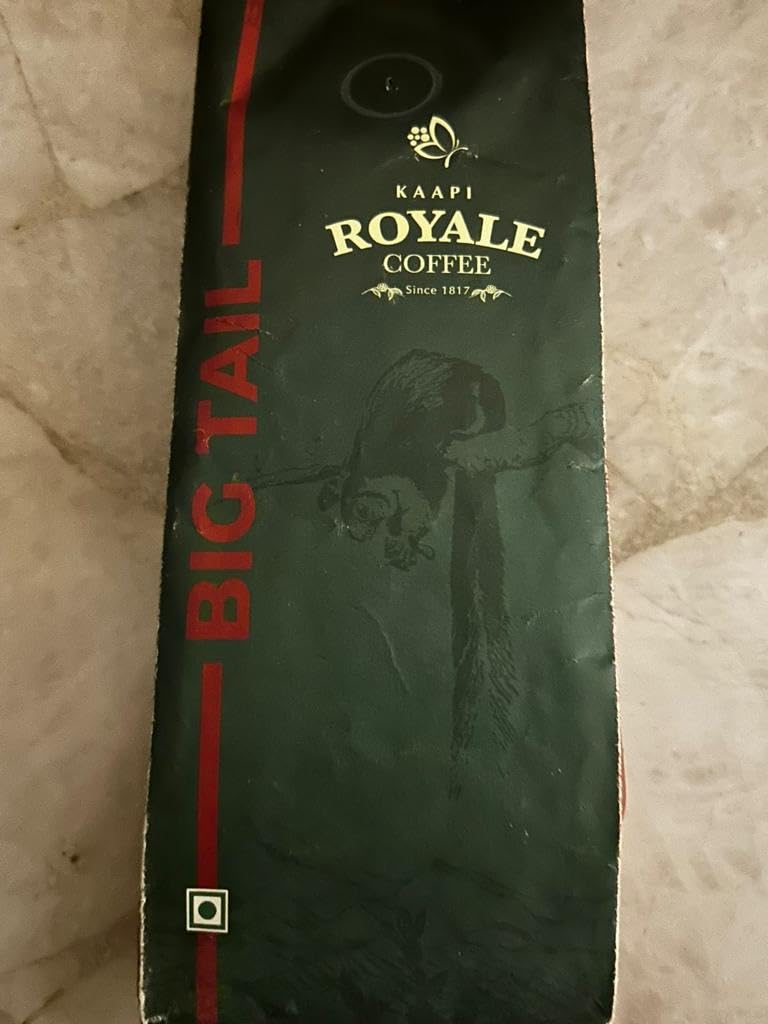 KAAPI
ROYALE
COFFEE
Since 1817
BIG TAIL